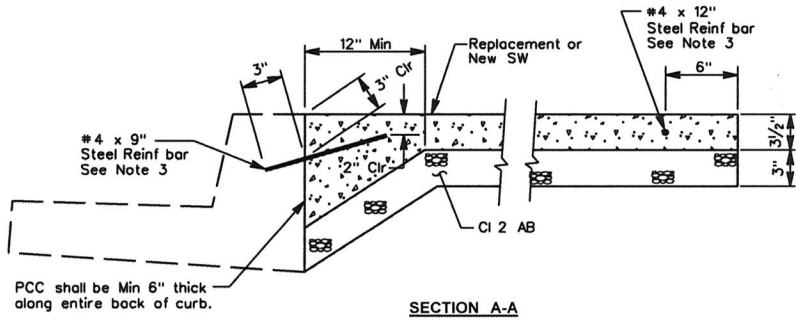 #4 x 12"
Steel Reinf bar
See Note 3
12" Min
Replacement or
New SW
3"
3" Clr
6"
#4 x 9"
Steel Reinf bar
See Note 3
2" Clr
3½"
3"
Cl 2 AB
PCC shall be Min 6" thick
along entire back of curb.
SECTION A-A